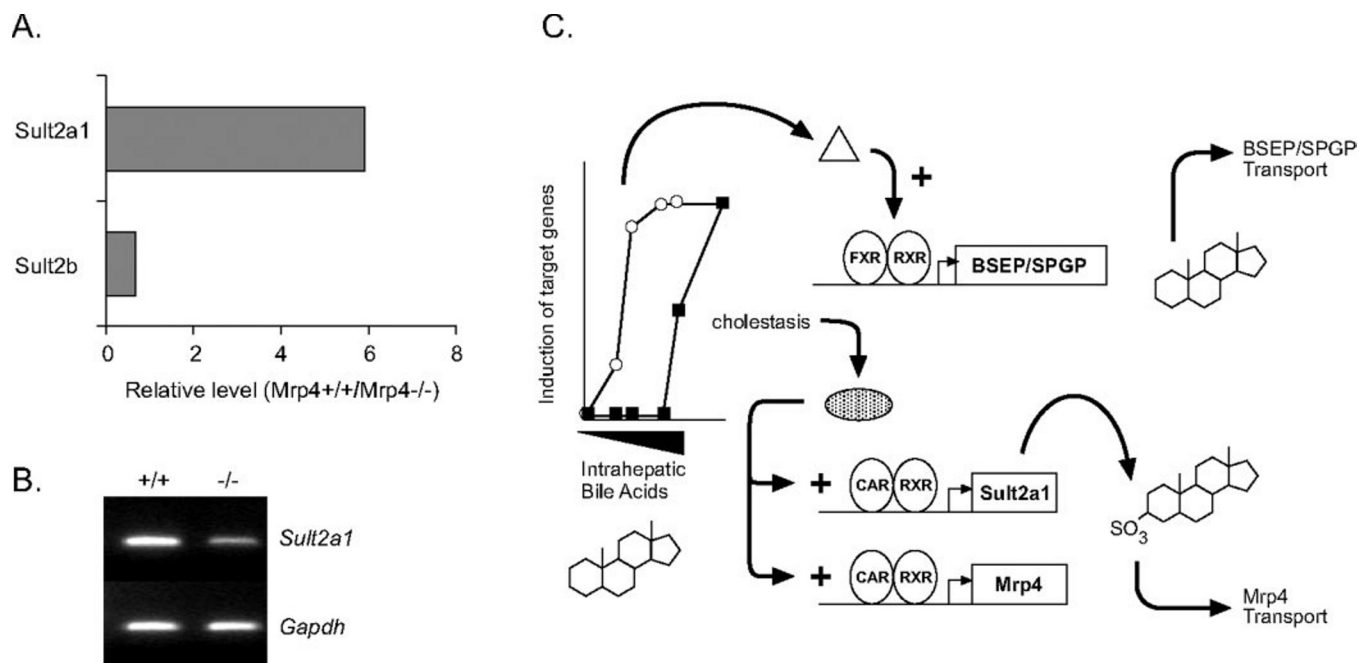 A.
Sult2a1
Sult2b
0 2 4 6 8
Relative level (Mrp4+/+/Mrp4-/-)
B.
+/+ -/-
Sult2a1
Gapdh
C.
Induction of target genes
Intrahepatic
Bile Acids
+
FXR RXR
BSEP/SPGP
BSEP/SPGP
Transport
cholestasis
+ CAR RXR Sult2a1
SO3
+ CAR RXR Mrp4
Mrp4
Transport